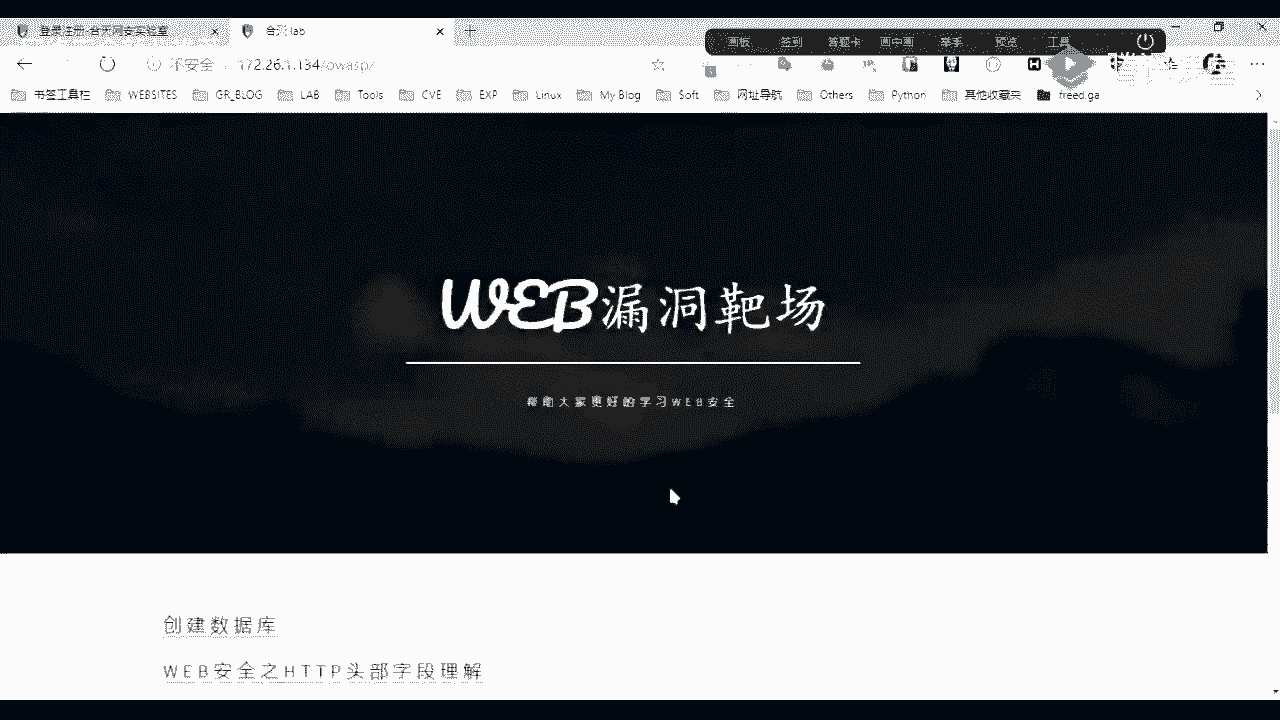 登录注册-合天网安实验室
合天lab
画板 签到 答题卡 画中画 举手 预览 工具
不安全 172.26.1.134/owasp/
书签工具栏 WEBSITES GR_BLOG LAB Tools CVE EXP Linux My Blog Soft 网址导航 Others Python 其他收藏夹 freed.ga
WEB漏洞靶场
帮助大家更好的学习WEB安全
创建数据库
WEB安全之HTTP头部字段理解